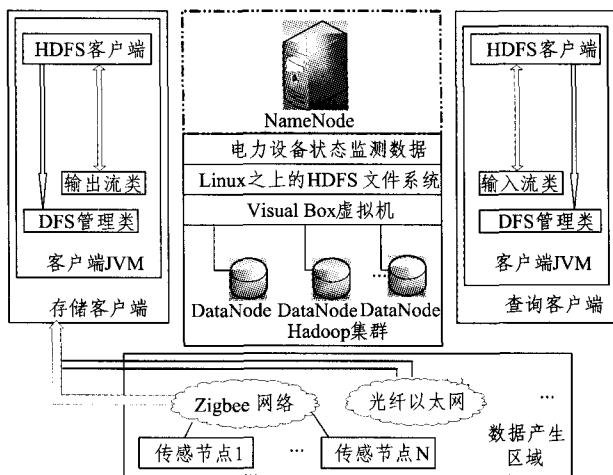 HDFS客户端
输出流类
DFS管理类
客户端JVM
存储客户端
NameNode
电力设备状态监测数据
Linux之上的HDFS 文件系统
Visual Box虚拟机
...
DataNode
DataNode
DataNode
Hadoop集群
HDFS客户端
输入流类
DFS管理类
客户端JVM
查询客户端
Zigbee 网络
光纤以太网
...
传感节点1
...
传感节点N
数据产生
区域